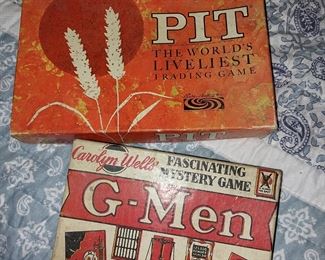 PIT
THE WORLD'S
LIVELIEST
TRADING GAME
PIT
Carolyn Wells
FASCINATING
MYSTERY GAME
G-Men